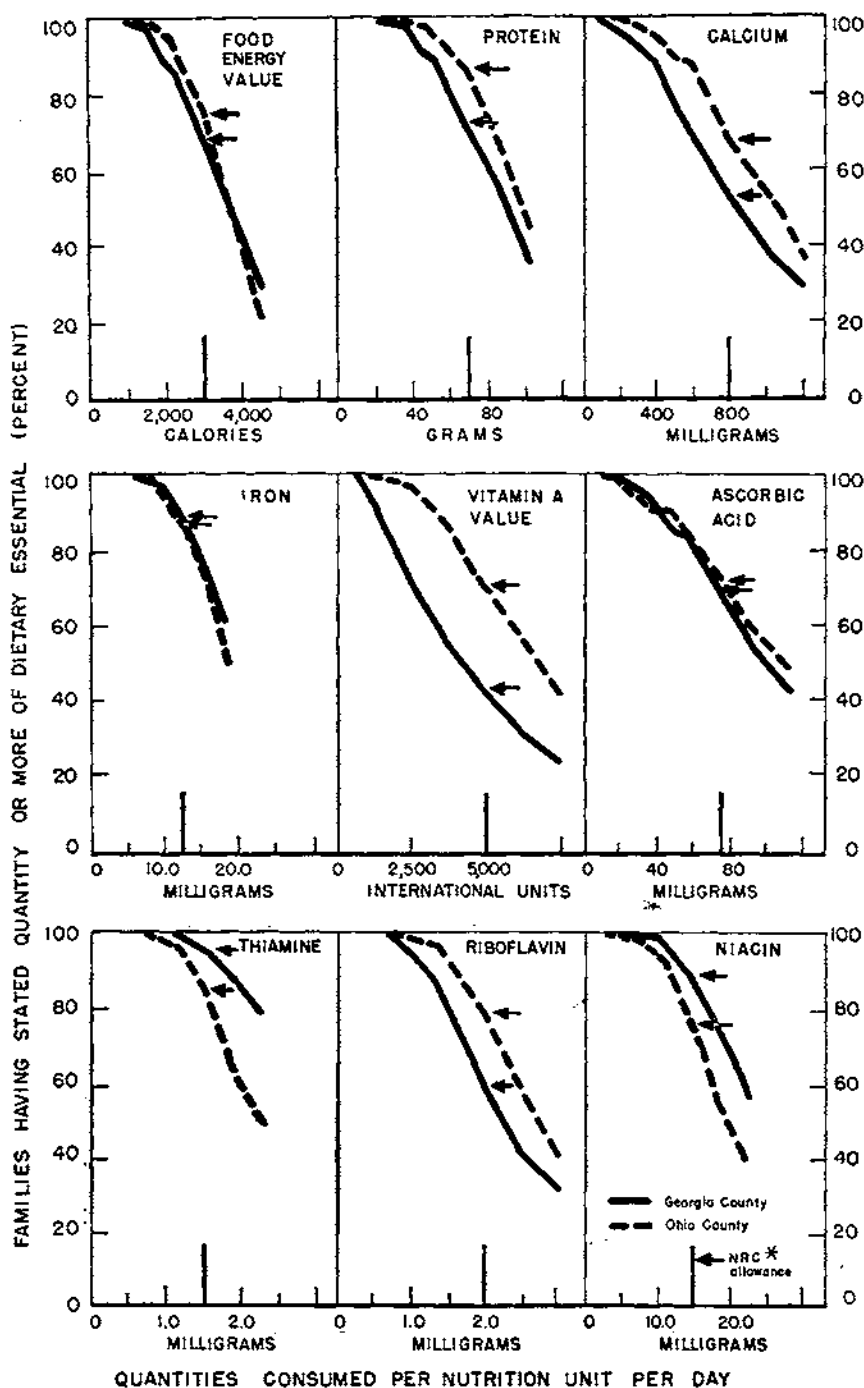 FAMILIES HAVING STATED QUANTITY OR MORE OF DIETARY ESSENTIAL (PERCENT)
FOOD
ENERGY
VALUE
100
80
60
40
20
0
0 2,000 4,000
CALORIES
PROTEIN
0 40 80
GRAMS
CALCIUM
100
80
60
40
20
0
0 400 800
MILLIGRAMS
IRON
100
80
60
40
20
0
0 10.0 20.0
MILLIGRAMS
VITAMIN A
VALUE
0 2,500 5,000
INTERNATIONAL UNITS
ASCORBIC
ACID
100
80
60
40
20
0
0 40 80
MILLIGRAMS
THIAMINE
100
80
60
40
20
0
0 1.0 2.0
MILLIGRAMS
RIBOFLAVIN
0 1.0 2.0
MILLIGRAMS
NIACIN
100
80
60
40
20
0
Georgia County
Ohio County
NRC *
allowance
0 10.0 20.0
MILLIGRAMS
QUANTITIES CONSUMED PER NUTRITION UNIT PER DAY